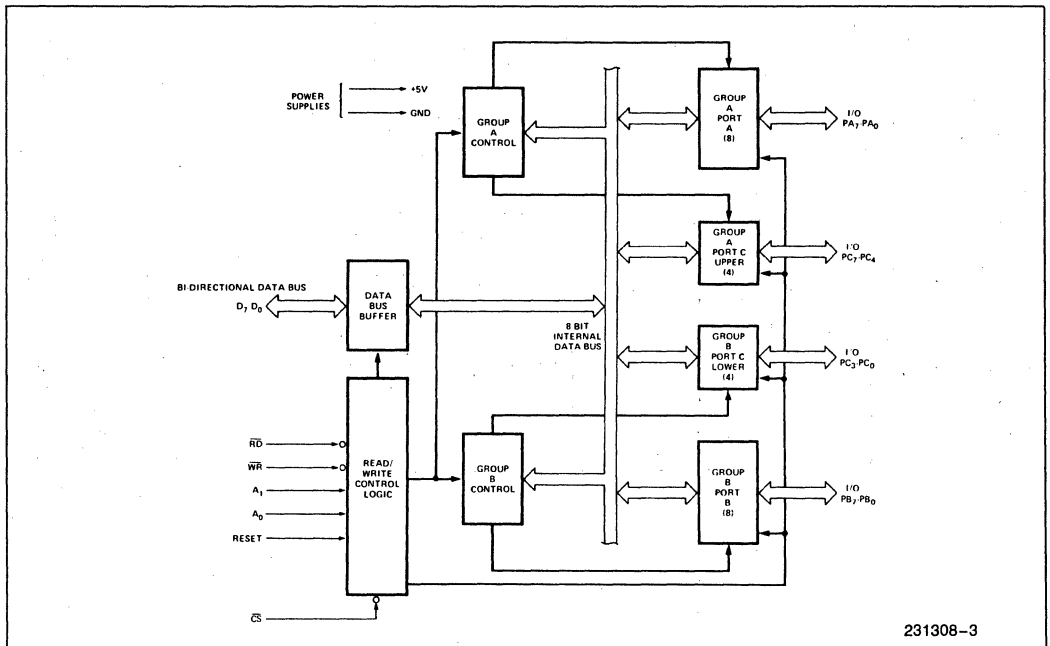 POWER
SUPPLIES
+5V
GND
GROUP
A
CONTROL
GROUP
A
PORT
A
(8)
I/O
PA7-PA0
GROUP
A
PORT C
UPPER
(4)
I/O
PC7-PC4
BI-DIRECTIONAL DATA BUS
D7 D0
DATA
BUS
BUFFER
8 BIT
INTERNAL
DATA BUS
GROUP
B
PORT C
LOWER
(4)
I/O
PC3-PC0
RD
WR
A1
A0
RESET
CS
READ/
WRITE
CONTROL
LOGIC
GROUP
B
CONTROL
GROUP
B
PORT
B
(8)
I/O
PB7-PB0
231308-3